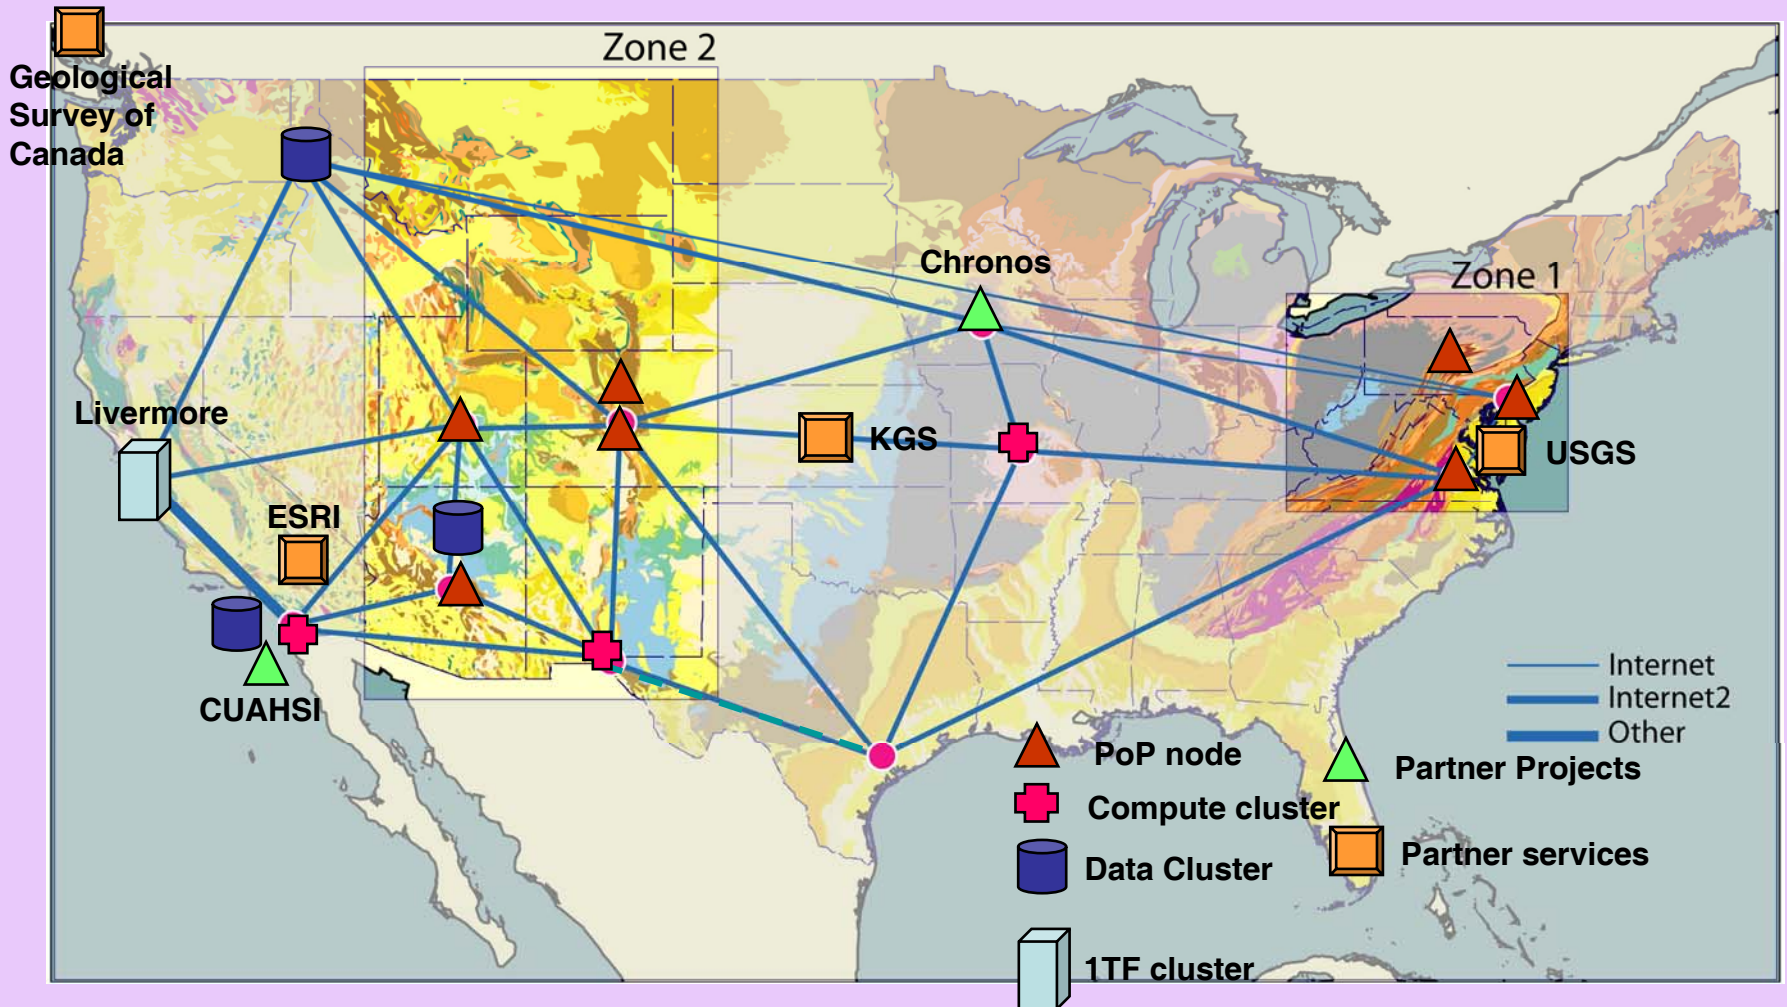 Zone 2
Geological
Survey of
Canada
Chronos
Zone 1
Livermore
KGS
USGS
ESRI
CUAHSI
Internet
Internet2
Other
PoP node
Partner Projects
Compute cluster
Data Cluster
Partner services
1TF cluster